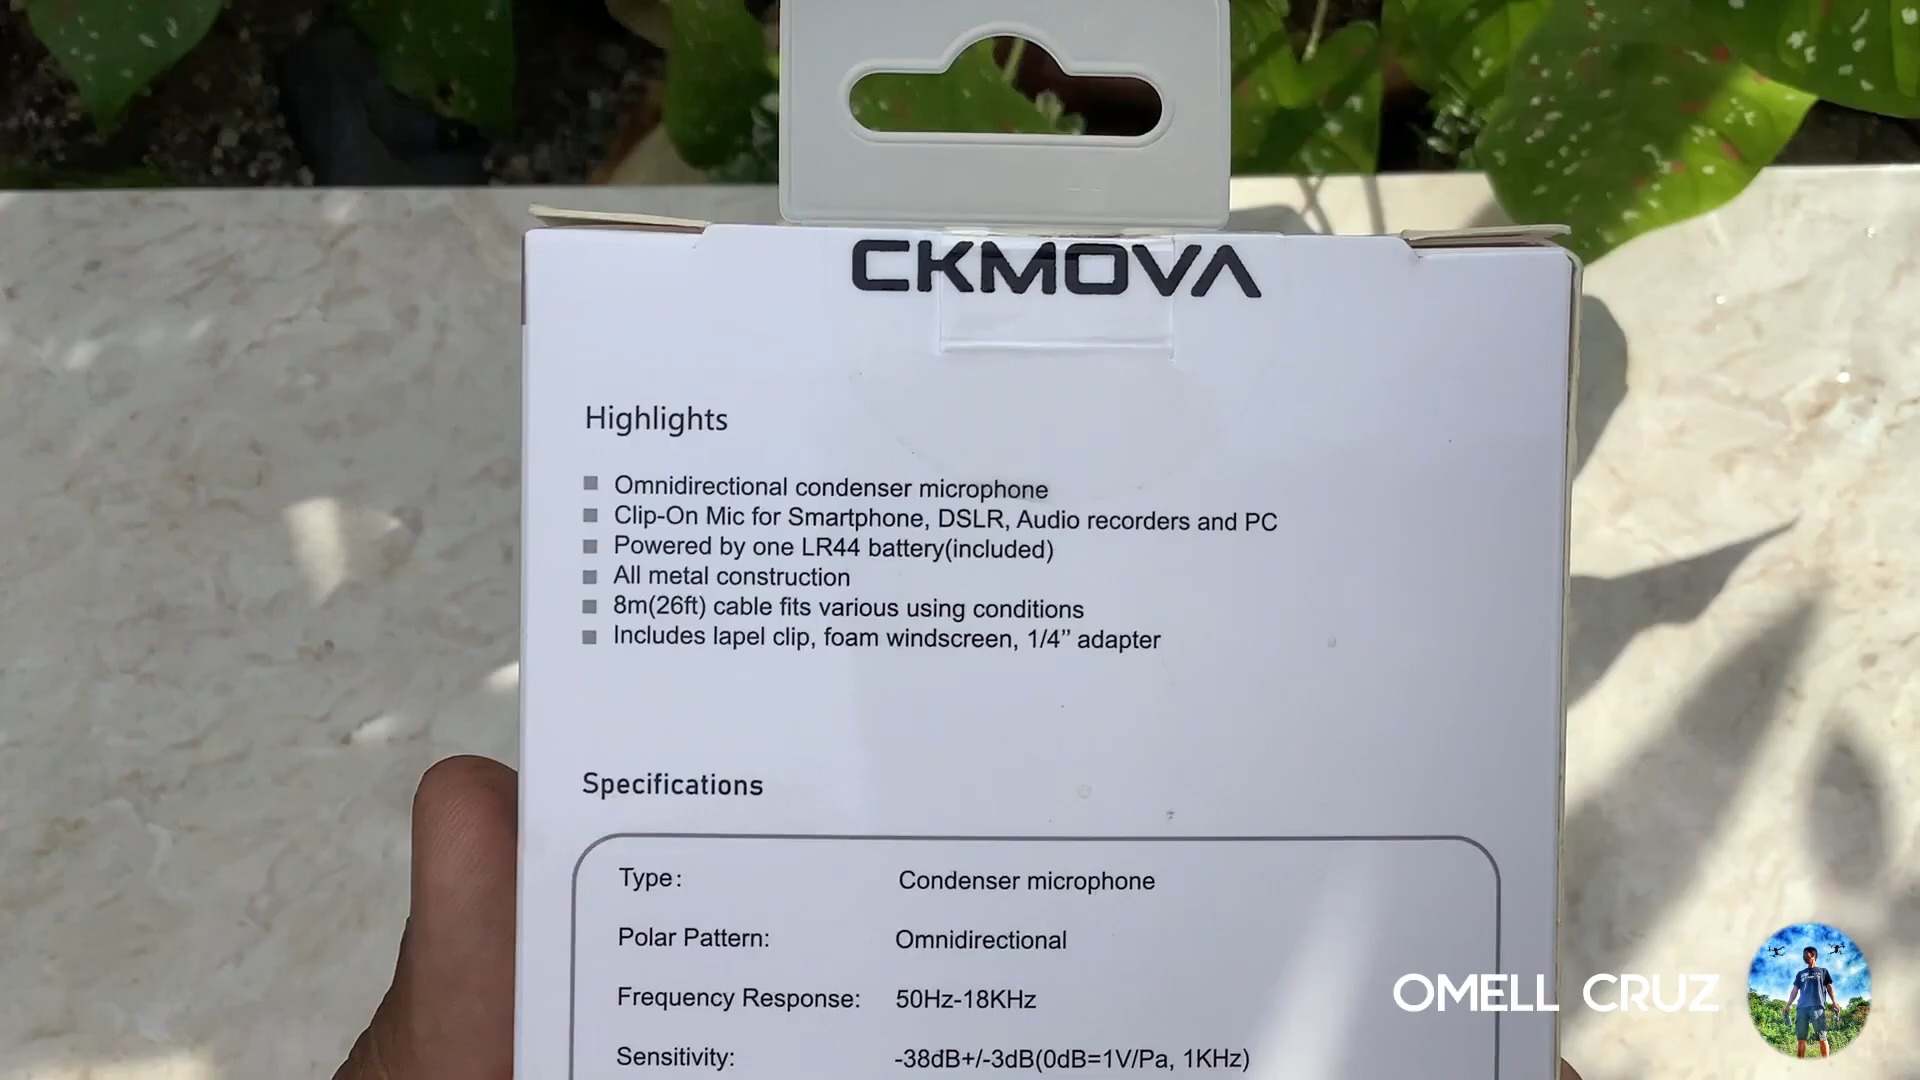 CKMOVA
Highlights
Omnidirectional condenser microphone
Clip-On Mic for Smartphone, DSLR, Audio recorders and PC
Powered by one LR44 battery(included)
All metal construction
8m(26ft) cable fits various using conditions
Includes lapel clip, foam windscreen, 1/4” adapter
Specifications
Type: Condenser microphone
Polar Pattern: Omnidirectional
Frequency Response: 50Hz-18KHz
Sensitivity: -38dB+/-3dB(0dB=1V/Pa, 1KHz)
OMELL CRUZ